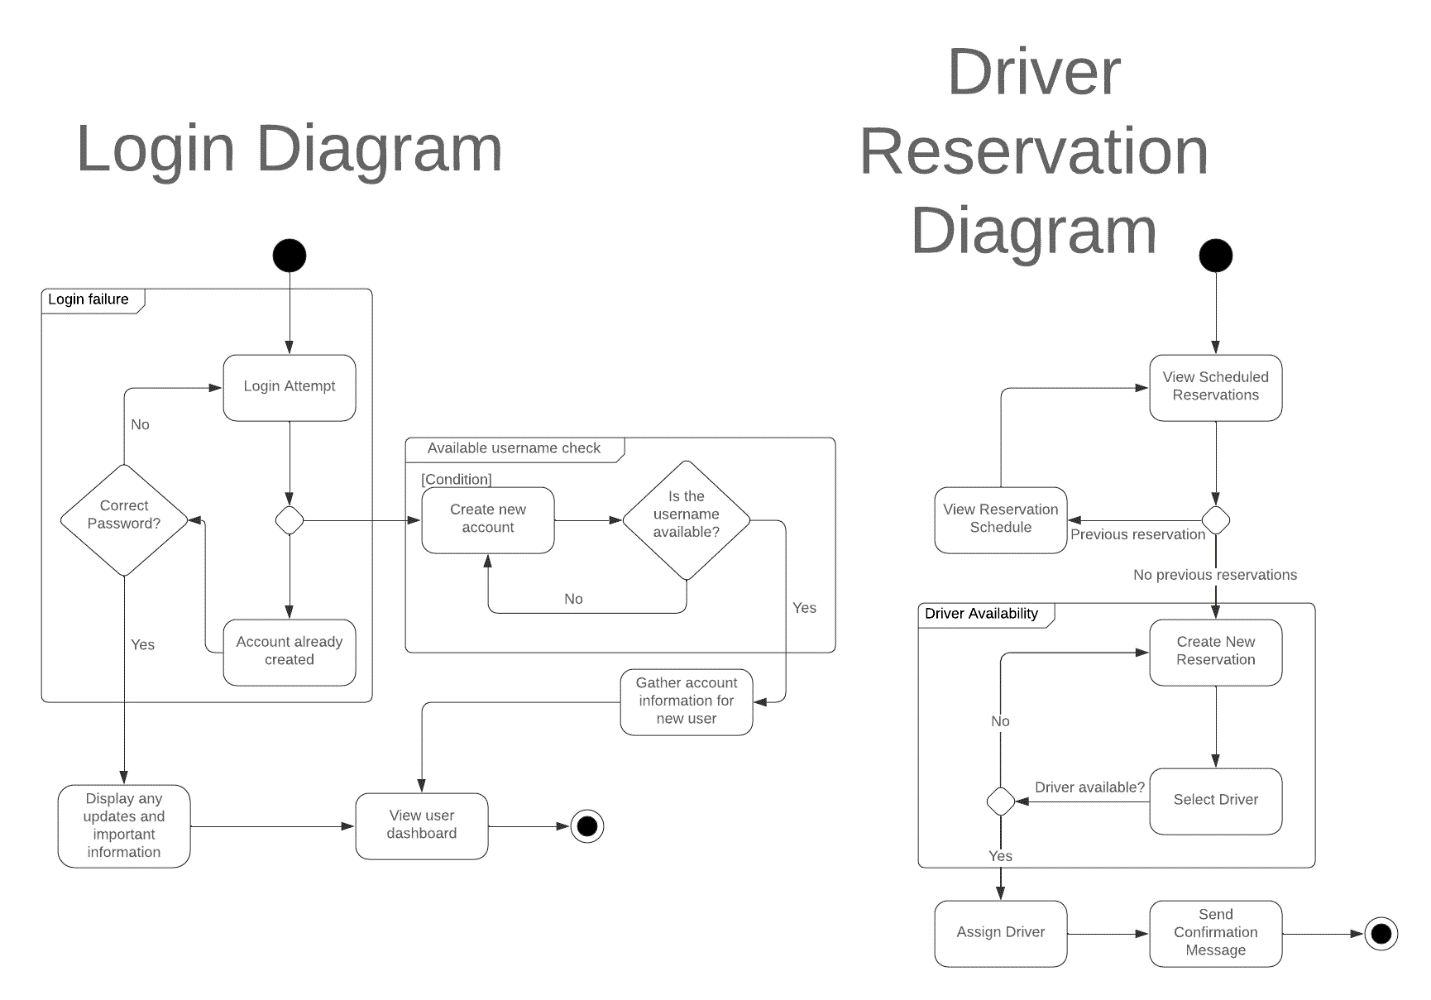 Login Diagram
Login failure
Login Attempt
No
Correct
Password?
Account already
created
Yes
Available username check
[Condition]
Create new
account
Is the
username
available?
No
Yes
Gather account
information for
new user
Display any
updates and
important
information
View user
dashboard
Driver
Reservation
Diagram
View Scheduled
Reservations
View Reservation
Schedule
Previous reservation
No previous reservations
Driver Availability
Create New
Reservation
No
Driver available?
Select Driver
Yes
Assign Driver
Send
Confirmation
Message